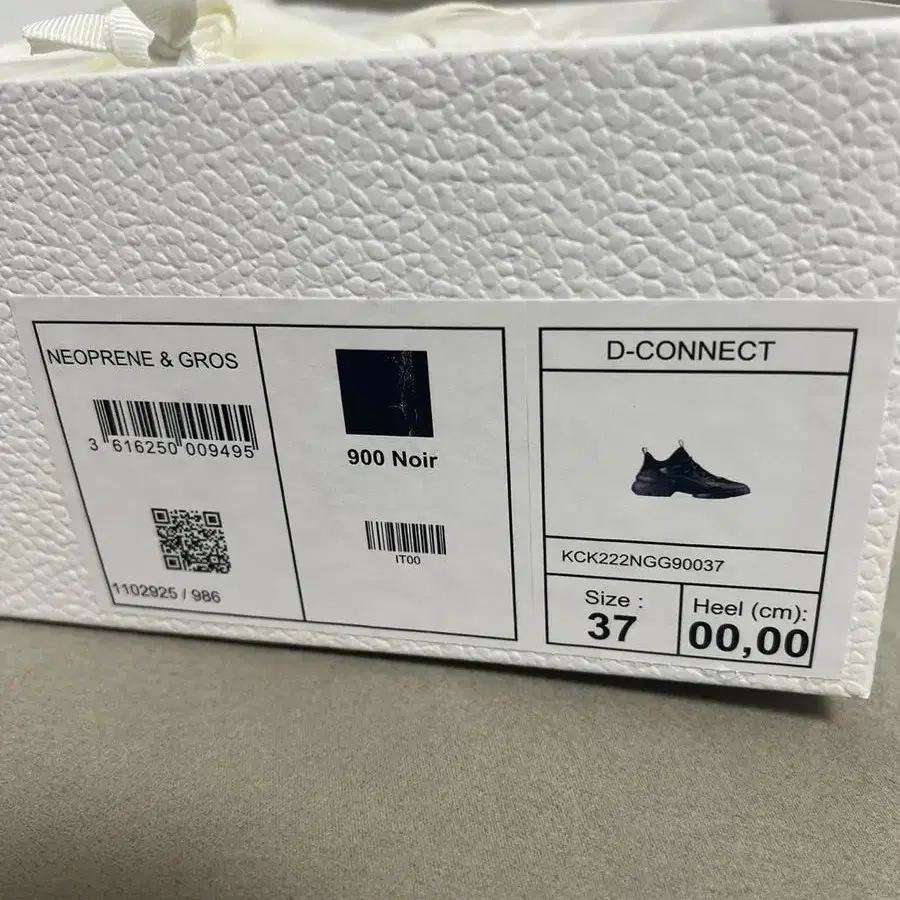 NEOPRENE & GROS
3 616250 009495
1102925 / 986
900 Noir
IT00
D-CONNECT
KCK222NGG90037
Size :
37
Heel (cm):
00,00